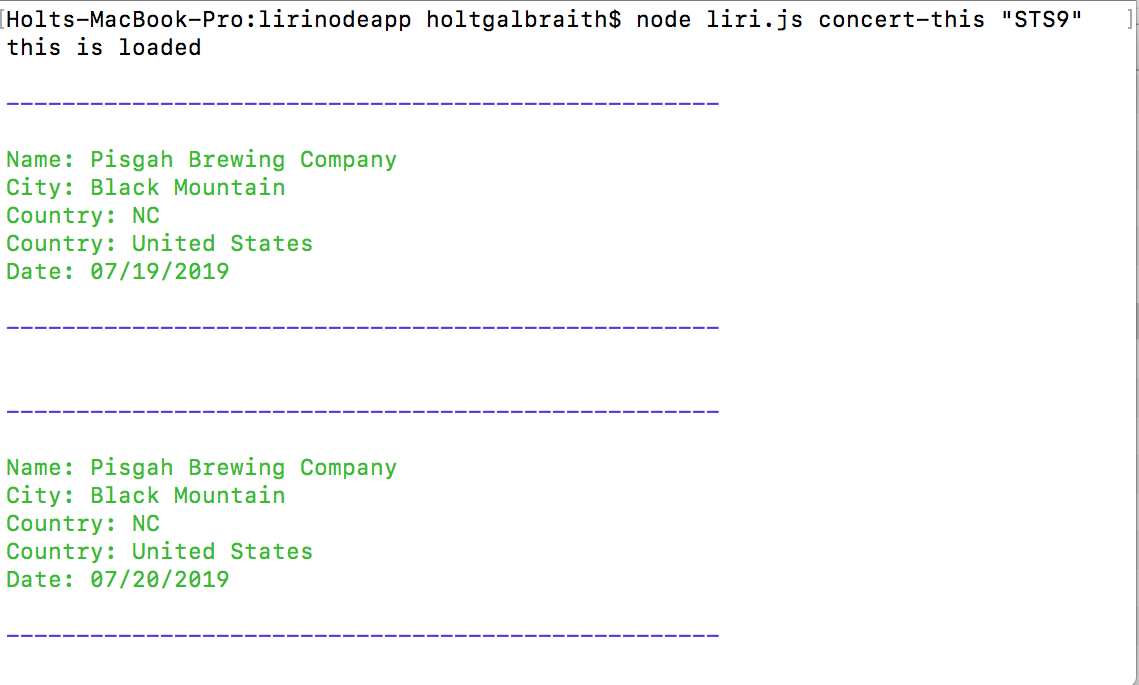 [Holts-MacBook-Pro:lirinodeapp holtgalbraith$ node liri.js concert-this "STS9" ]
this is loaded
---------------------------------------------------
Name: Pisgah Brewing Company
City: Black Mountain
Country: NC
Country: United States
Date: 07/19/2019
---------------------------------------------------
---------------------------------------------------
Name: Pisgah Brewing Company
City: Black Mountain
Country: NC
Country: United States
Date: 07/20/2019
---------------------------------------------------